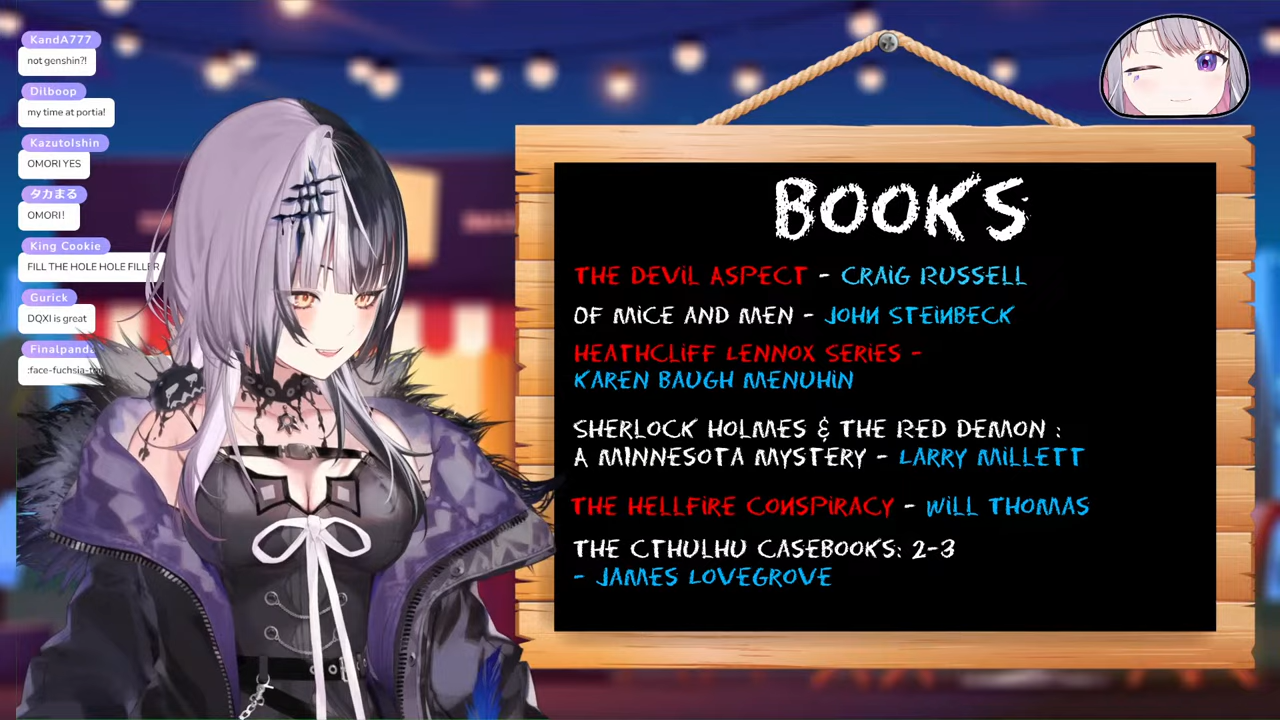 KandA777
not genshin?!
Dilboop
my time at portia!
KazutoIshin
OMORI YES
タカまる
OMORI!
King Cookie
FILL THE HOLE HOLE FILLER
Gurick
DQXI is great
Finalpanda
:face-fuchsia-
BOOKS
THE DEVIL ASPECT - CRAIG RUSSELL
OF MICE AND MEN - JOHN STEINBECK
HEATHCLIFF LENNOX SERIES -
KAREN BAUGH MENUHIN
SHERLOCK HOLMES & THE RED DEMON :
A MINNESOTA MYSTERY - LARRY MILLETT
THE HELLFIRE CONSPIRACY - WILL THOMAS
THE CTHULHU CASEBOOKS: 2-3
- JAMES LOVEGROVE